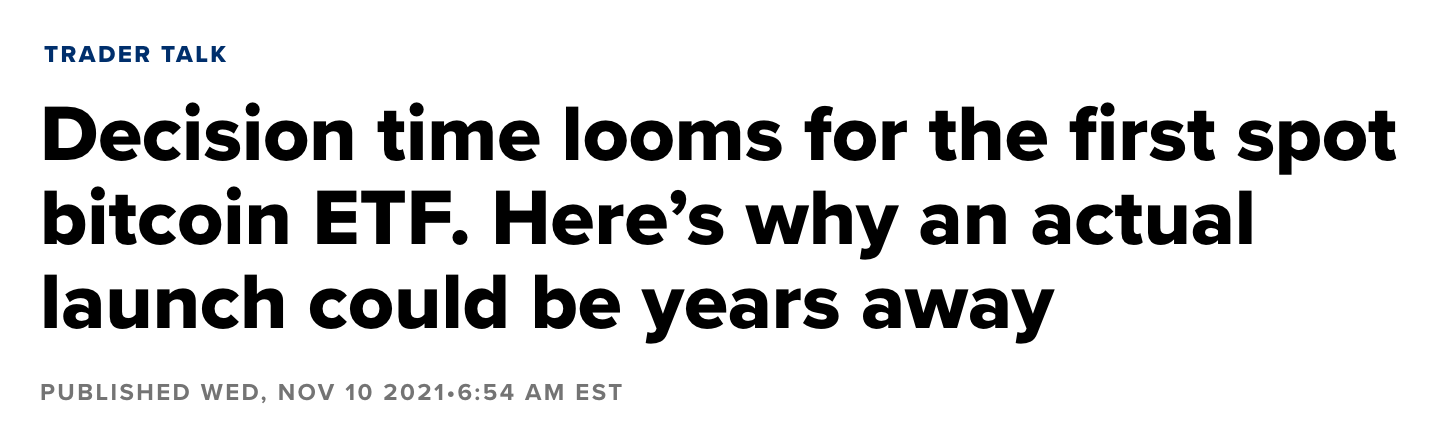 TRADER TALK
Decision time looms for the first spot
bitcoin ETF. Here’s why an actual
launch could be years away
PUBLISHED WED, NOV 10 2021•6:54 AM EST